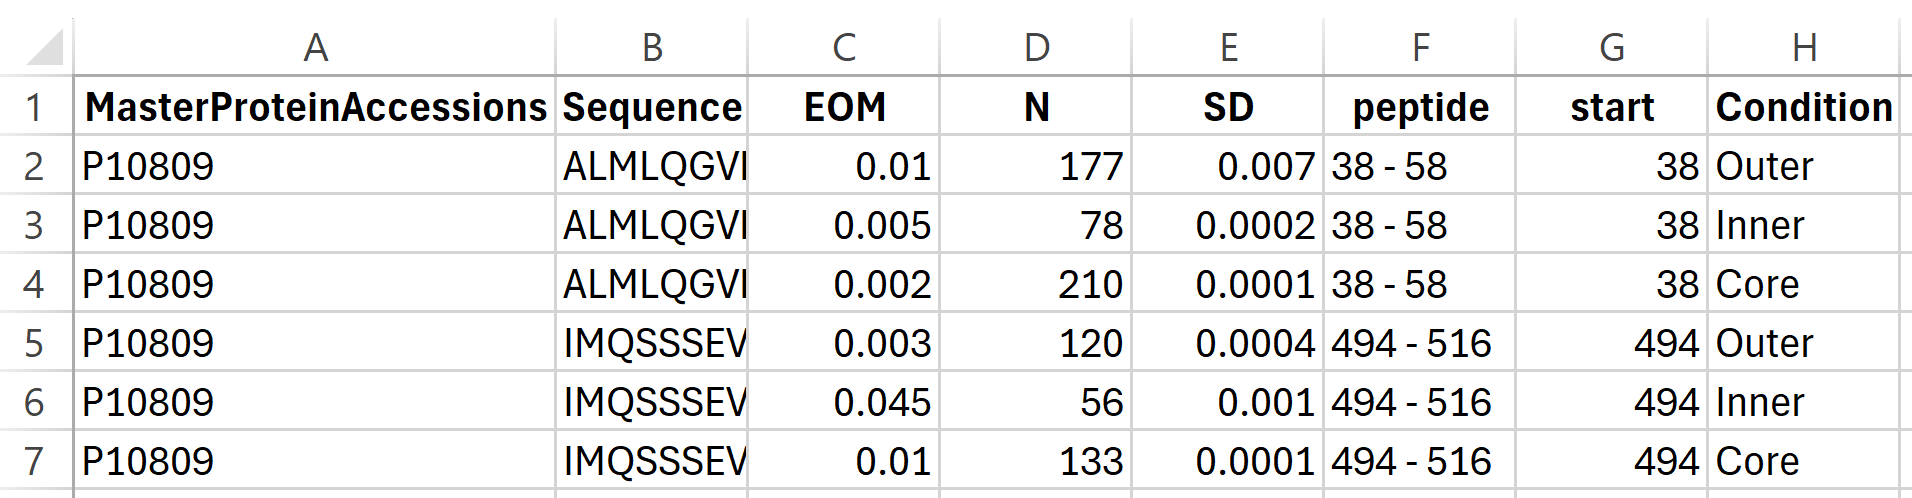 A B C D E F G H
1 MasterProteinAccessions Sequence EOM N SD peptide start Condition
2 P10809 ALMLQGV 0.01 177 0.007 38 - 58 38 Outer
3 P10809 ALMLQGV 0.005 78 0.0002 38 - 58 38 Inner
4 P10809 ALMLQGV 0.002 210 0.0001 38 - 58 38 Core
5 P10809 IMQSSSEV 0.003 120 0.0004 494 - 516 494 Outer
6 P10809 IMQSSSEV 0.045 56 0.001 494 - 516 494 Inner
7 P10809 IMQSSSEV 0.01 133 0.0001 494 - 516 494 Core